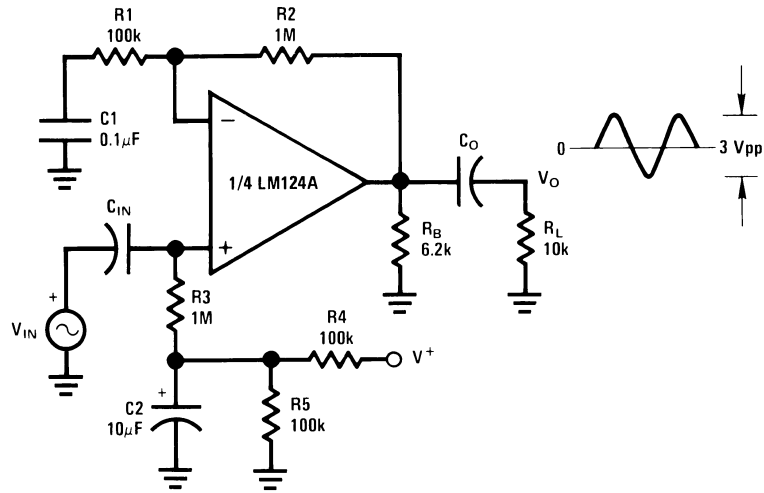 R1
100k
R2
1M
C1
0.1μF
−
1/4 LM124A
+
CIN
+
VIN
R3
1M
R4
100k
V+
+
C2
10μF
R5
100k
CO
VO
RB
6.2k
RL
10k
0
3 Vpp